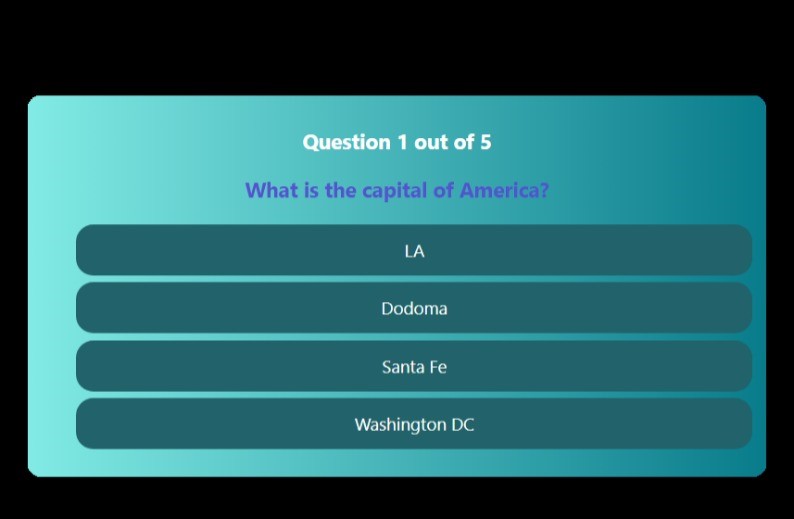 Question 1 out of 5
What is the capital of America?
LA
Dodoma
Santa Fe
Washington DC